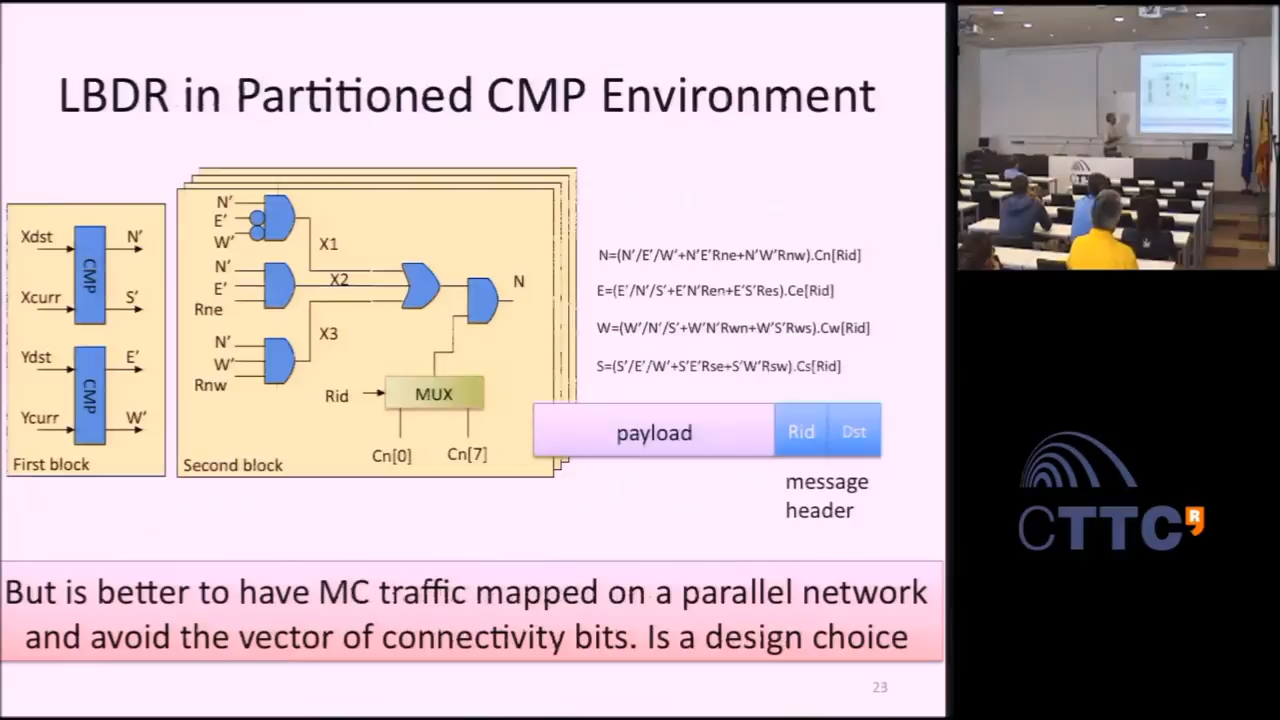 LBDR in Partitioned CMP Environment
Xdst
Xcurr
CMP
N'
S'
Ydst
Ycurr
CMP
E'
W'
First block
N'
E'
W'
X1
N'
E'
Rne
X2
N'
W'
Rnw
X3
N
Rid
MUX
Cn[0]
Cn[7]
Second block
N=(N'/E'/W'+N'E'Rne+N'W'Rnw).Cn[Rid]
E=(E'/N'/S'+E'N'Ren+E'S'Res).Ce[Rid]
W=(W'/N'/S'+W'N'Rwn+W'S'Rws).Cw[Rid]
S=(S'/E'/W'+S'E'Rse+S'W'Rsw).Cs[Rid]
payload
Rid
Dst
message
header
But is better to have MC traffic mapped on a parallel network
and avoid the vector of connectivity bits. Is a design choice
23
CTTC
CTTC R